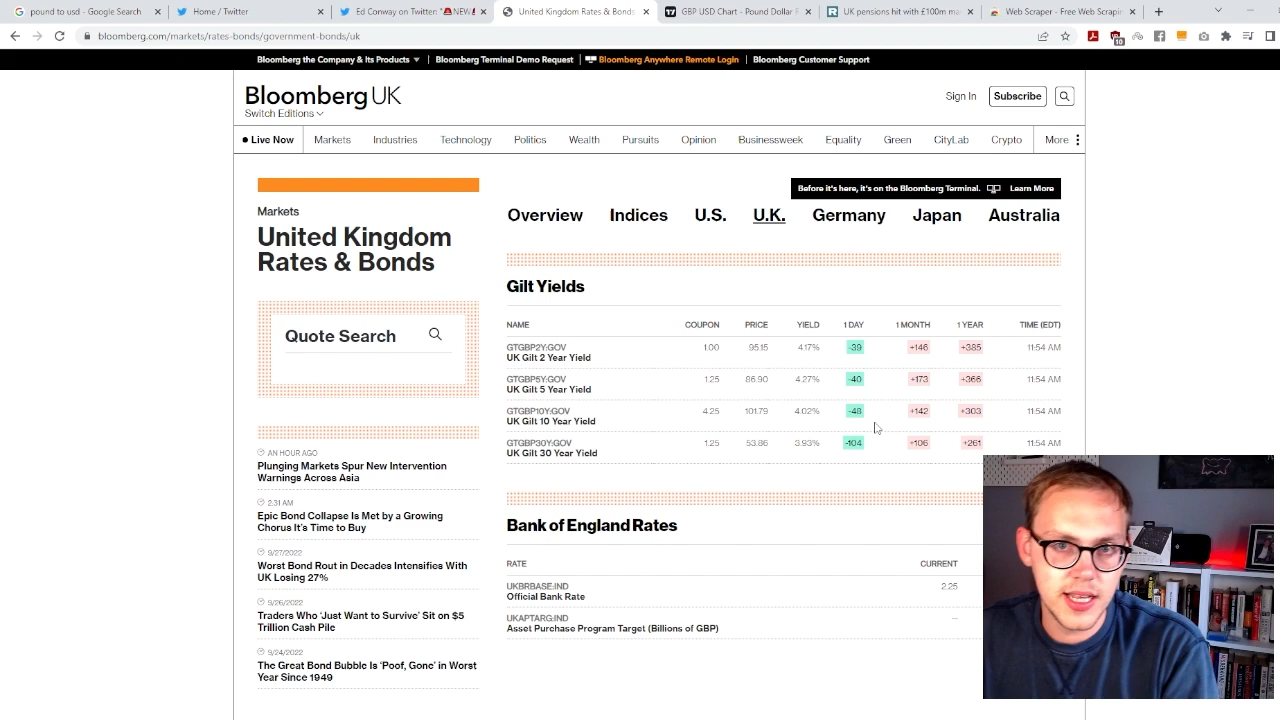 pound to usd - Google Search
Home / Twitter
Ed Conway on Twitter: "🚨NEW
United Kingdom Rates & Bonds
GBP USD Chart - Pound Dollar
UK pensions hit with £100m ma
Web Scraper - Free Web Scrapin
bloomberg.com/markets/rates-bonds/government-bonds/uk
10
Bloomberg the Company & Its Products | Bloomberg Terminal Demo Request | Bloomberg Anywhere Remote Login | Bloomberg Customer Support
Bloomberg UK
Switch Editions
Sign In
Subscribe
Live Now
Markets
Industries
Technology
Politics
Wealth
Pursuits
Opinion
Businessweek
Equality
Green
CityLab
Crypto
More
Before it's here, it's on the Bloomberg Terminal. Learn More
Markets
United Kingdom
Rates & Bonds
Overview Indices U.S. U.K. Germany Japan Australia
Quote Search
AN HOUR AGO
Plunging Markets Spur New Intervention
Warnings Across Asia
2:31 AM
Epic Bond Collapse Is Met by a Growing
Chorus It's Time to Buy
9/27/2022
Worst Bond Rout in Decades Intensifies With
UK Losing 27%
9/26/2022
Traders Who 'Just Want to Survive' Sit on $5
Trillion Cash Pile
9/24/2022
The Great Bond Bubble Is 'Poof, Gone' in Worst
Year Since 1949
Gilt Yields
NAME COUPON PRICE YIELD 1 DAY 1 MONTH 1 YEAR TIME (EDT)
GTGBP2Y:GOV 1.00 95.15 4.17% -39 +146 +385 11:54 AM
UK Gilt 2 Year Yield
GTGBP5Y:GOV 1.25 86.90 4.27% -40 +173 +366 11:54 AM
UK Gilt 5 Year Yield
GTGBP10Y:GOV 4.25 101.79 4.02% -48 +142 +303 11:54 AM
UK Gilt 10 Year Yield
GTGBP30Y:GOV 1.25 53.86 3.93% -104 +106 +261 11:54 AM
UK Gilt 30 Year Yield
Bank of England Rates
RATE CURRENT
UKBRBASE:IND 2.25
Official Bank Rate
UKAPTARG:IND --
Asset Purchase Program Target (Billions of GBP)